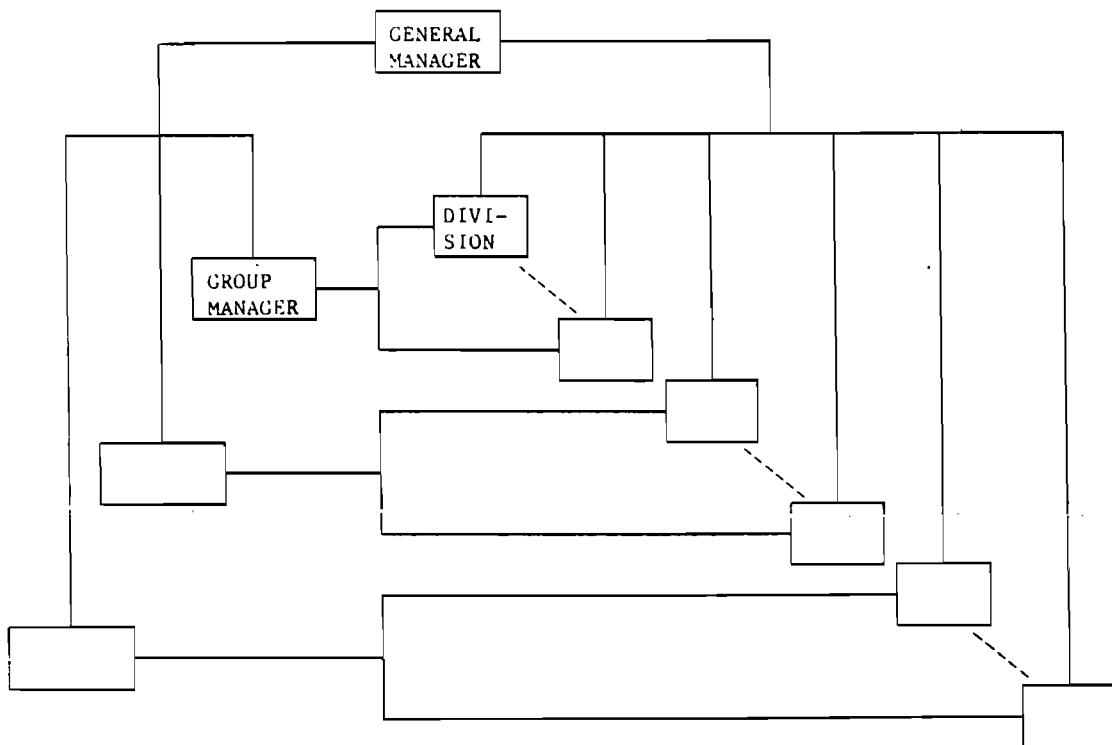 GENERAL
MANAGER
DIVI-
SION
GROUP
MANAGER